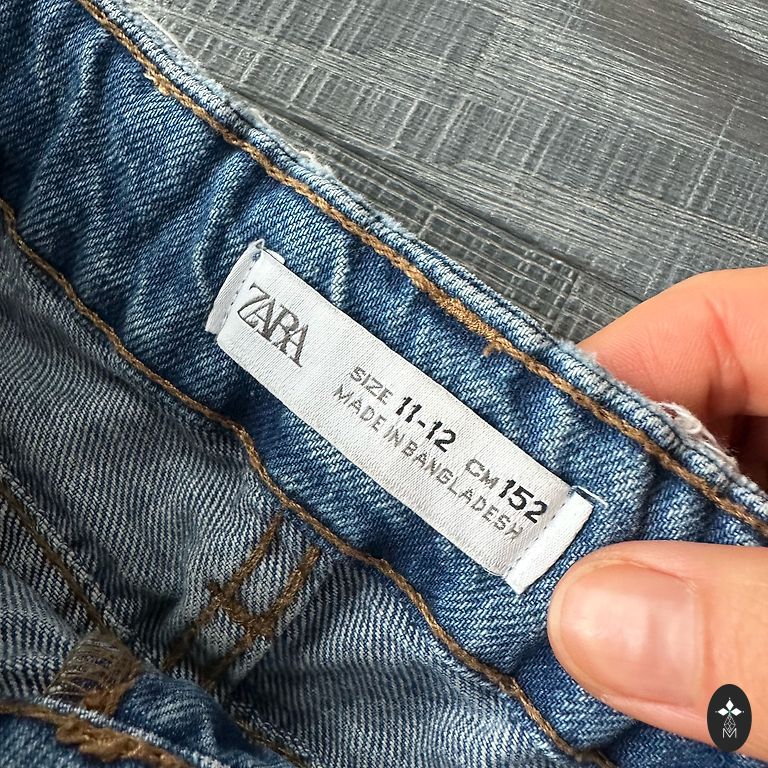 ZARA
SIZE 11-12 CM 152
MADE IN BANGLADESH